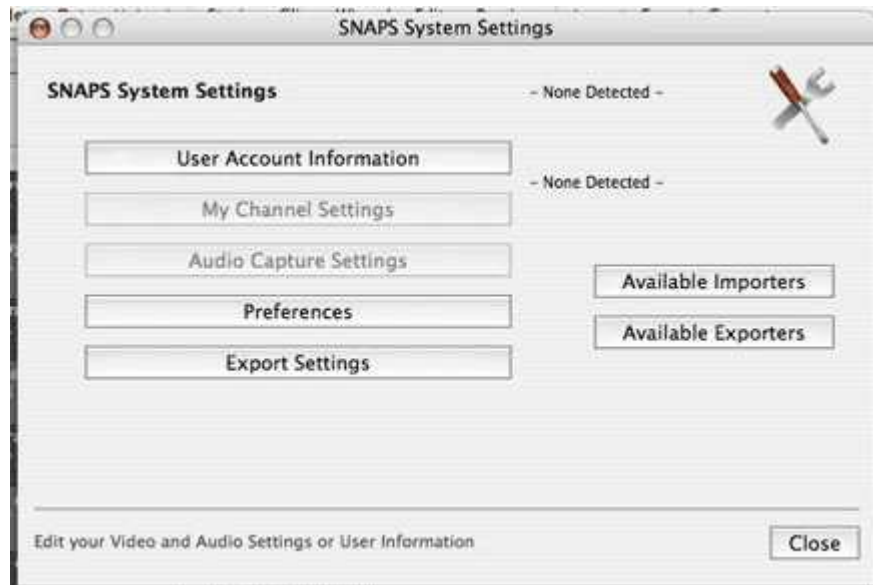 SNAPS System Settings
SNAPS System Settings
- None Detected -
User Account Information
- None Detected -
My Channel Settings
Audio Capture Settings
Available Importers
Preferences
Available Exporters
Export Settings
Edit your Video and Audio Settings or User Information
Close